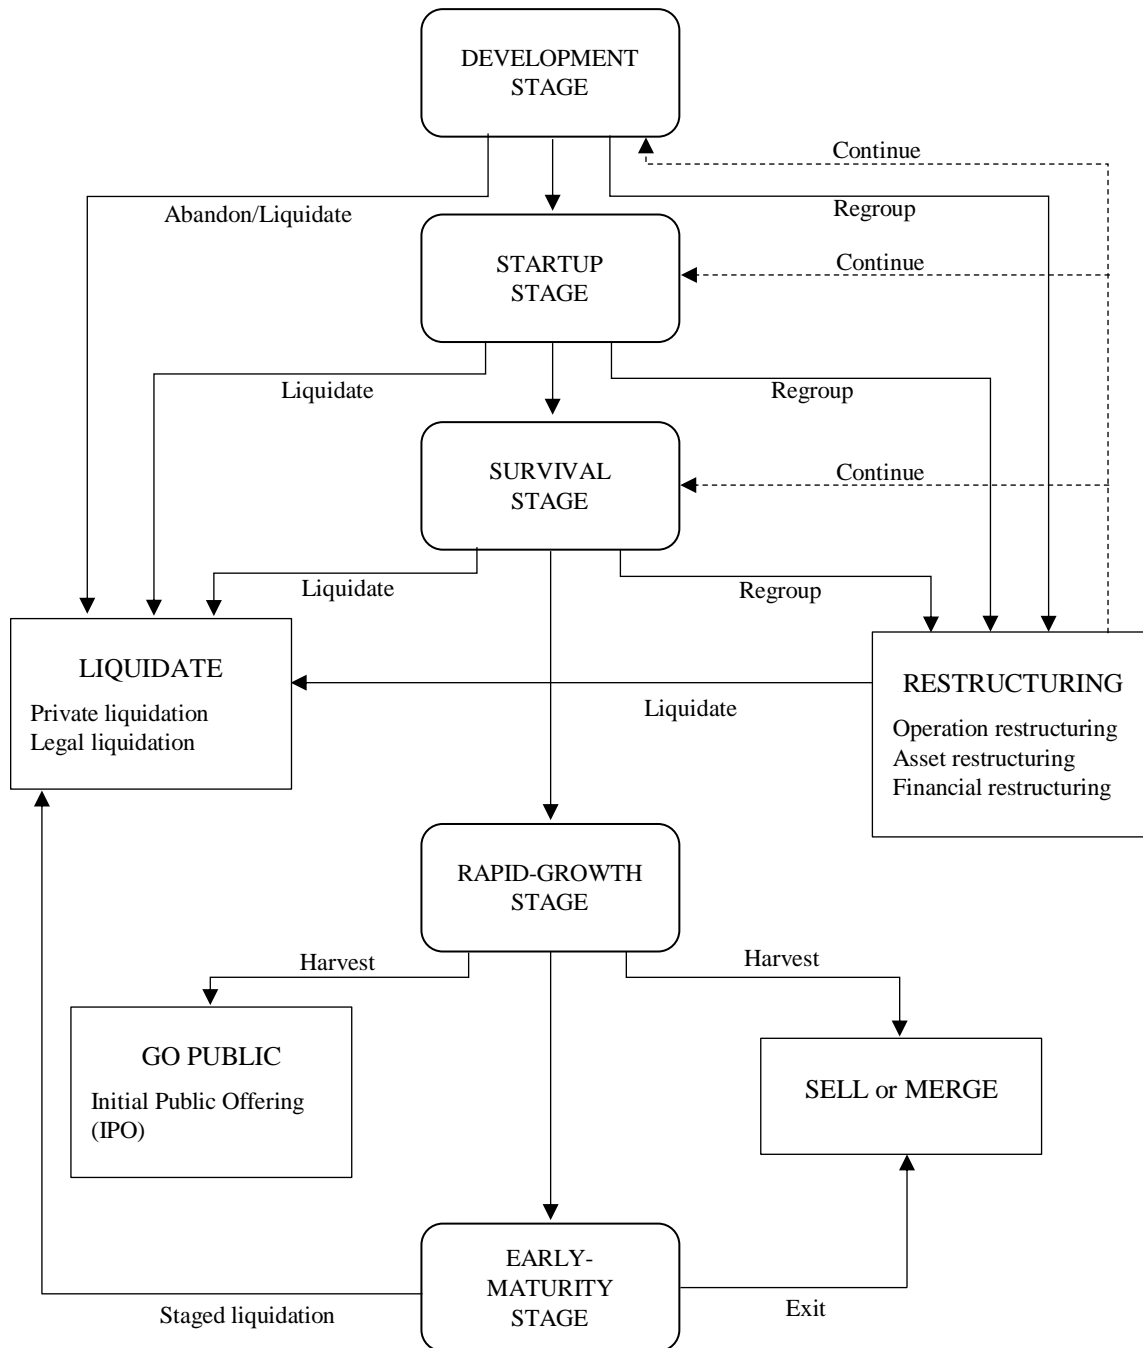 DEVELOPMENT
STAGE
Continue
Abandon/Liquidate
Regroup
STARTUP
STAGE
Continue
Liquidate
Regroup
SURVIVAL
STAGE
Continue
Liquidate
Regroup
LIQUIDATE
Private liquidation
Legal liquidation
Liquidate
RESTRUCTURING
Operation restructuring
Asset restructuring
Financial restructuring
RAPID-GROWTH
STAGE
Harvest
Harvest
GO PUBLIC
Initial Public Offering
(IPO)
SELL or MERGE
EARLY-
MATURITY
STAGE
Staged liquidation
Exit